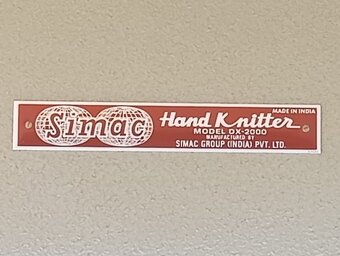 MADE IN INDIA
Simac Hand Knitter
MODEL DX-2000
MANUFACTURED BY
SIMAC GROUP (INDIA) PVT. LTD.